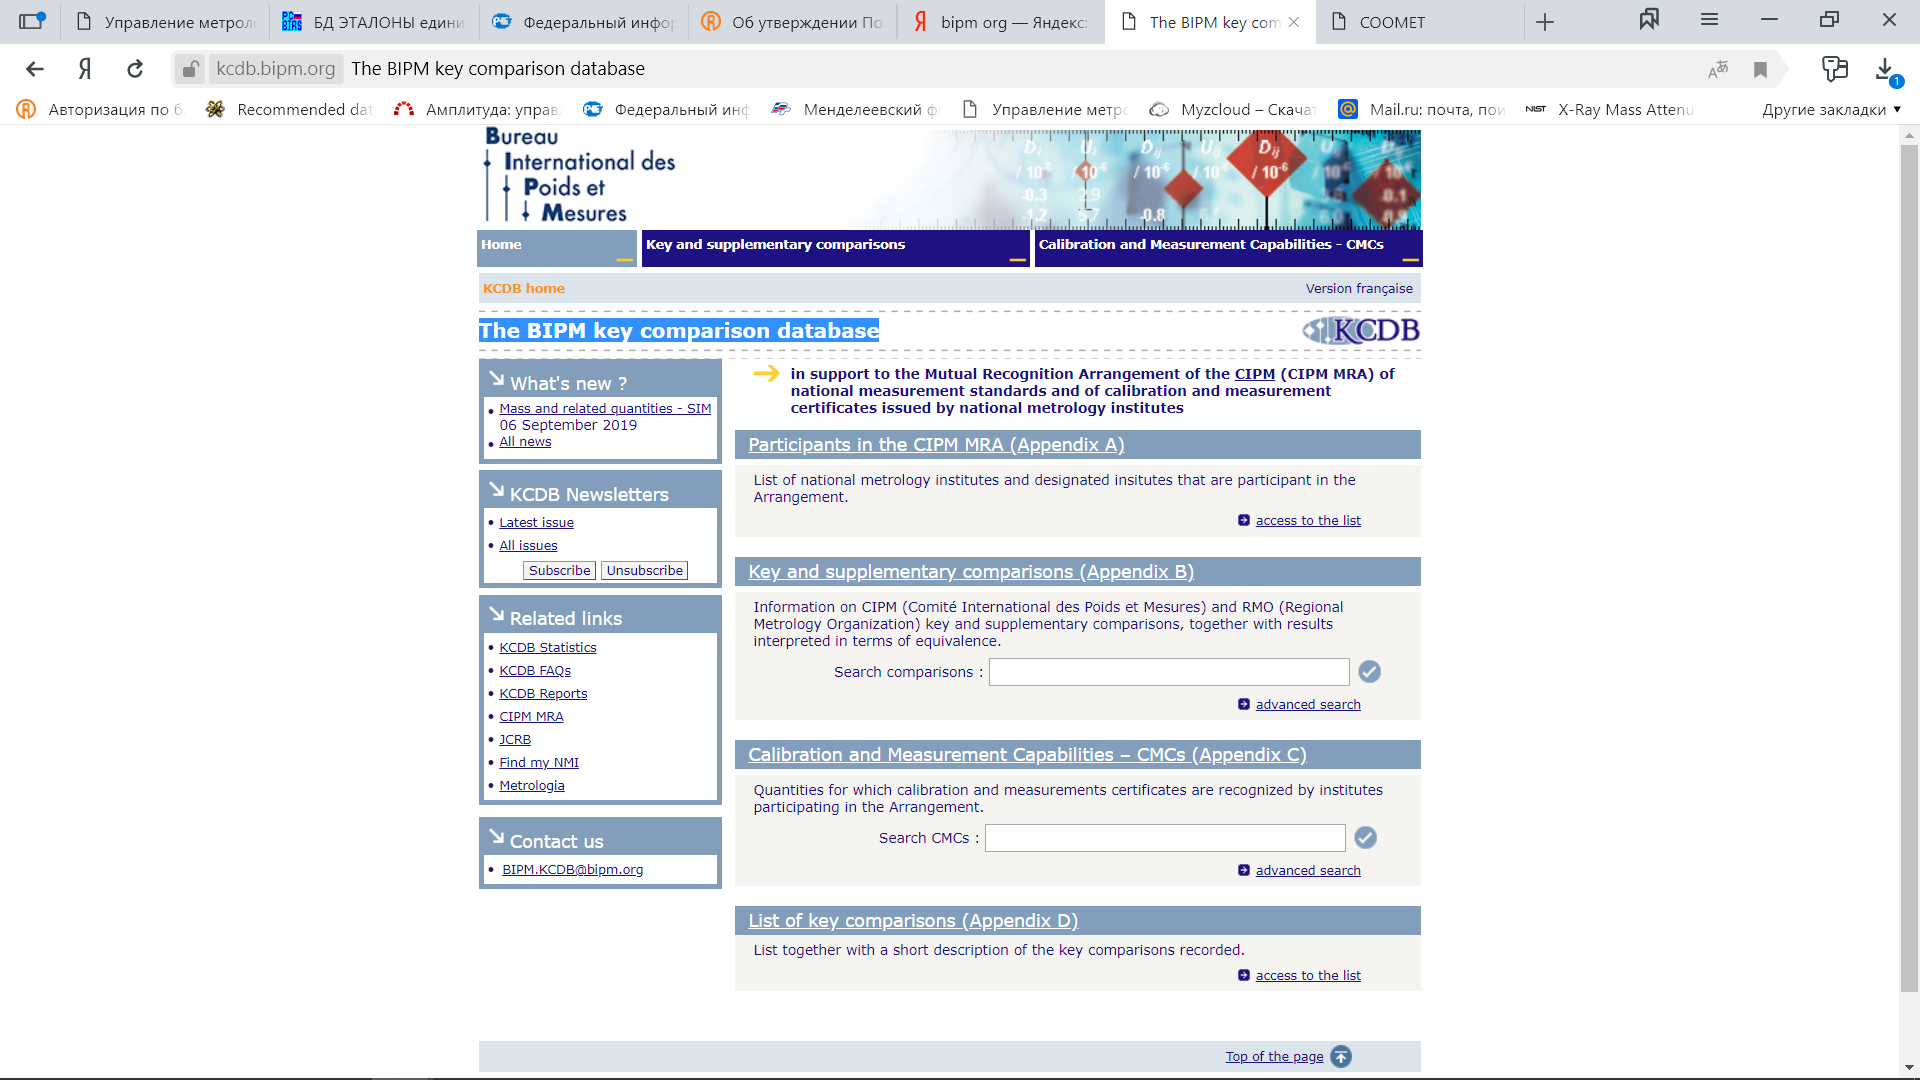 Управление метрол
БД ЭТАЛОНЫ едини
Федеральный инфор
Об утверждении По
bipm org — Яндекс:
The BIPM key com
COOMET
Я
kcdb.bipm.org The BIPM key comparison database
1
Авторизация по б
Recommended dat
Амплитуда: управ
Федеральный инф
Менделеевский ф
Управление метро
Myzcloud – Скачат
Mail.ru: почта, пои
NIST X-Ray Mass Attenu
Другие закладки
Bureau
International des
Poids et
Mesures
Home
Key and supplementary comparisons
Calibration and Measurement Capabilities - CMCs
KCDB home
Version française
The BIPM key comparison database
KCDB
What's new ?
Mass and related quantities - SIM
06 September 2019
All news
KCDB Newsletters
Latest issue
All issues
Subscribe Unsubscribe
Related links
KCDB Statistics
KCDB FAQs
KCDB Reports
CIPM MRA
JCRB
Find my NMI
Metrologia
Contact us
BIPM.KCDB@bipm.org
in support to the Mutual Recognition Arrangement of the CIPM (CIPM MRA) of
national measurement standards and of calibration and measurement
certificates issued by national metrology institutes
Participants in the CIPM MRA (Appendix A)
List of national metrology institutes and designated insitutes that are participant in the
Arrangement.
access to the list
Key and supplementary comparisons (Appendix B)
Information on CIPM (Comité International des Poids et Mesures) and RMO (Regional
Metrology Organization) key and supplementary comparisons, together with results
interpreted in terms of equivalence.
Search comparisons :
advanced search
Calibration and Measurement Capabilities – CMCs (Appendix C)
Quantities for which calibration and measurements certificates are recognized by institutes
participating in the Arrangement.
Search CMCs :
advanced search
List of key comparisons (Appendix D)
List together with a short description of the key comparisons recorded.
access to the list
Top of the page